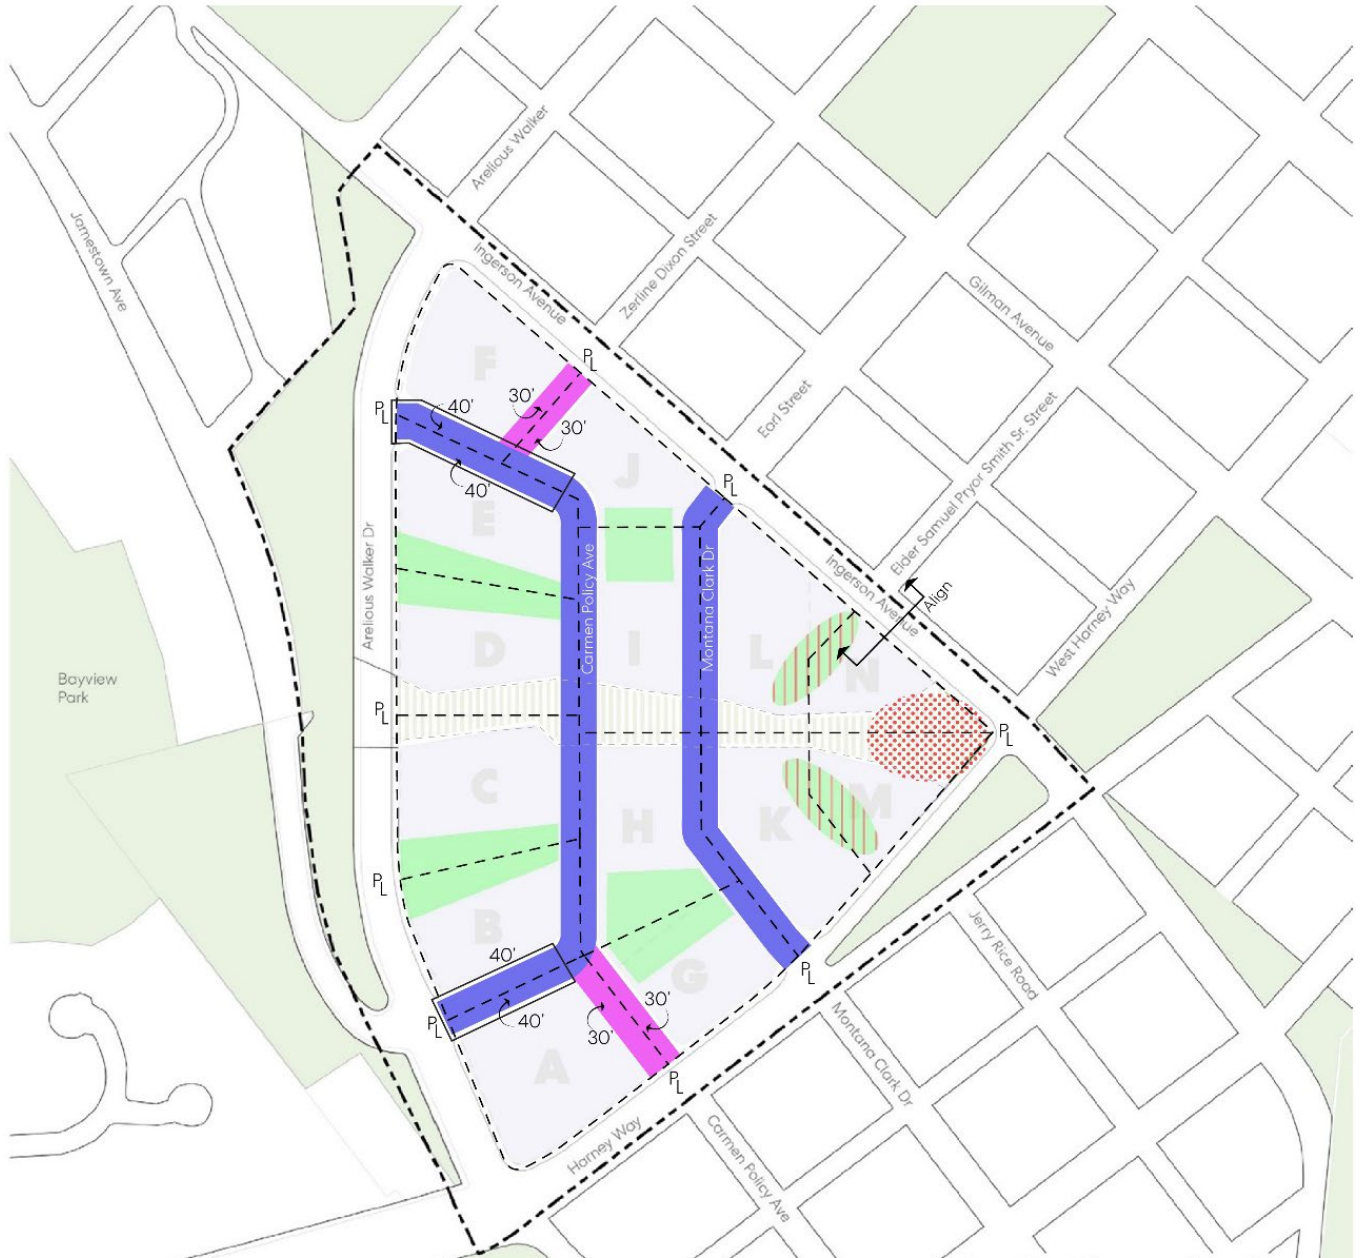 Arelious Walker
Jamestown Ave
Zerline Dixon Street
Ingerson Avenue
Gilman Avenue
F
PL
30'
30'
Earl Street
PL
40'
40'
Elder Samuel Pryor Smith Sr. Street
J
PL
E
Arelious Walker Dr
Carmen Policy Ave
Montana Clark Dr
Ingerson Avenue
Align
West Harney Way
D
I
L
N
Bayview
Park
PL
PL
C
H
K
M
PL
B
40'
40'
PL
G
PL
30'
30'
Jerry Rice Road
Montana Clark Dr
A
PL
Harney Way
Carmen Policy Ave